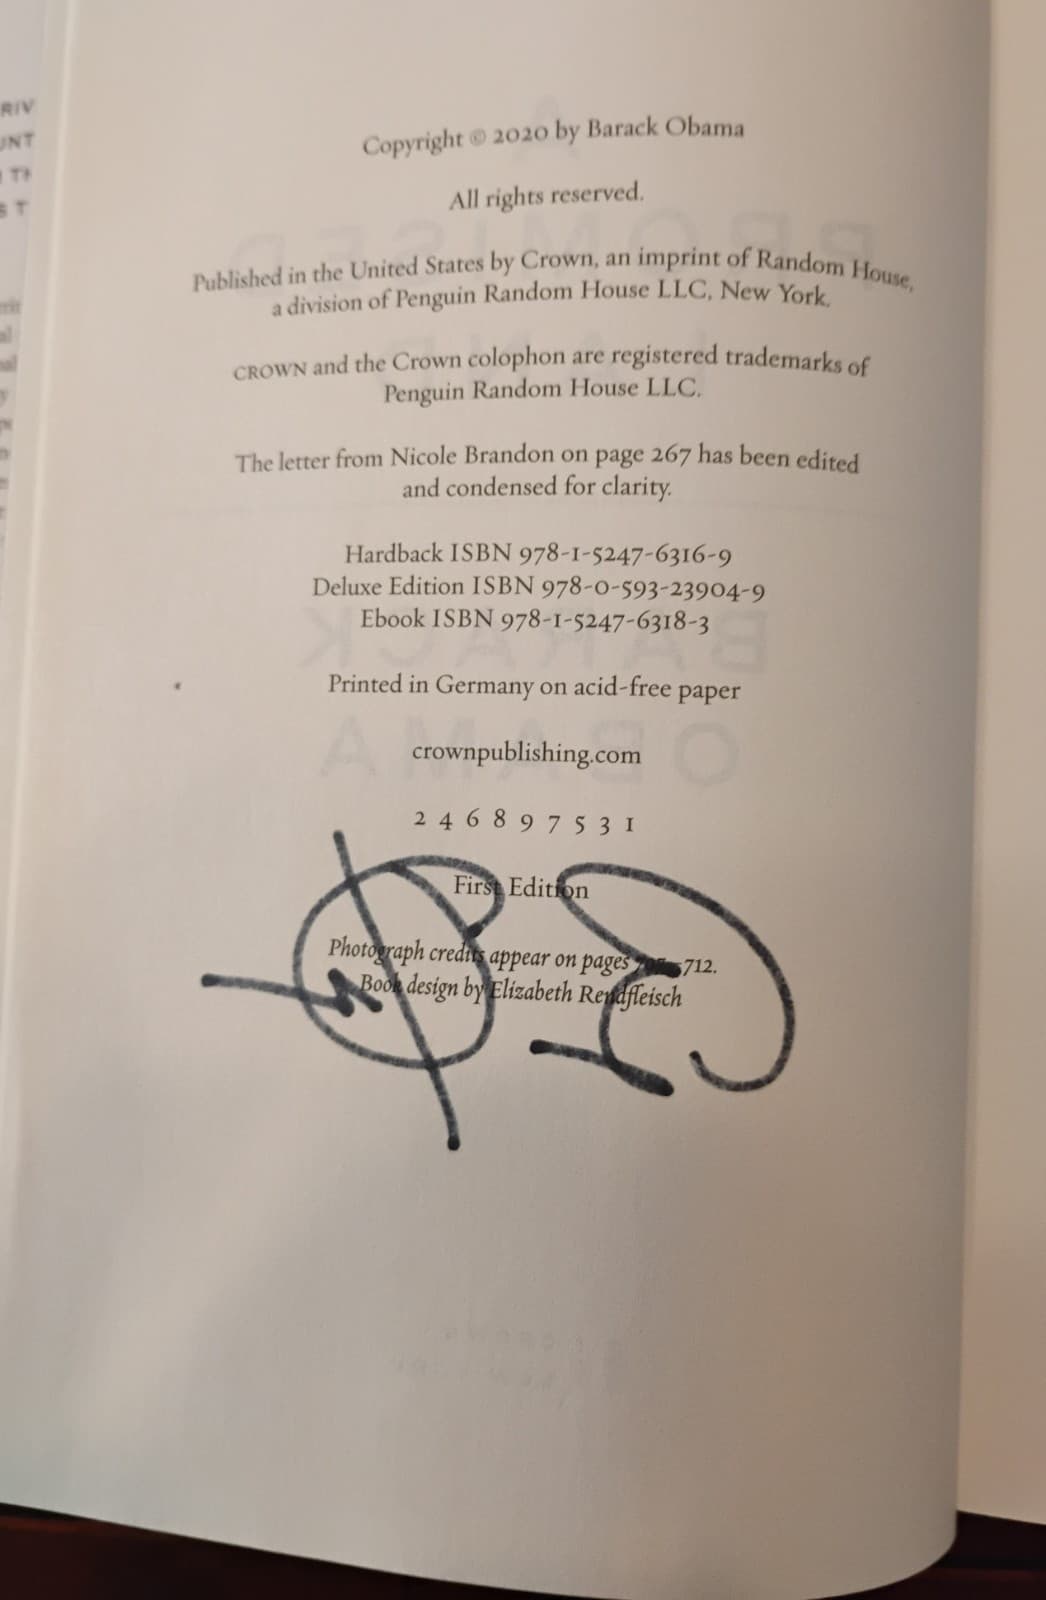 Copyright © 2020 by Barack Obama
All rights reserved.
Published in the United States by Crown, an imprint of Random House,
a division of Penguin Random House LLC, New York.
CROWN and the Crown colophon are registered trademarks of
Penguin Random House LLC.
The letter from Nicole Brandon on page 267 has been edited
and condensed for clarity.
Hardback ISBN 978-1-5247-6316-9
Deluxe Edition ISBN 978-0-593-23904-9
Ebook ISBN 978-1-5247-6318-3
Printed in Germany on acid-free paper
crownpublishing.com
2 4 6 8 9 7 5 3 1
First Edition
Photograph credits appear on pages 712.
Book design by Elizabeth Rendfleisch